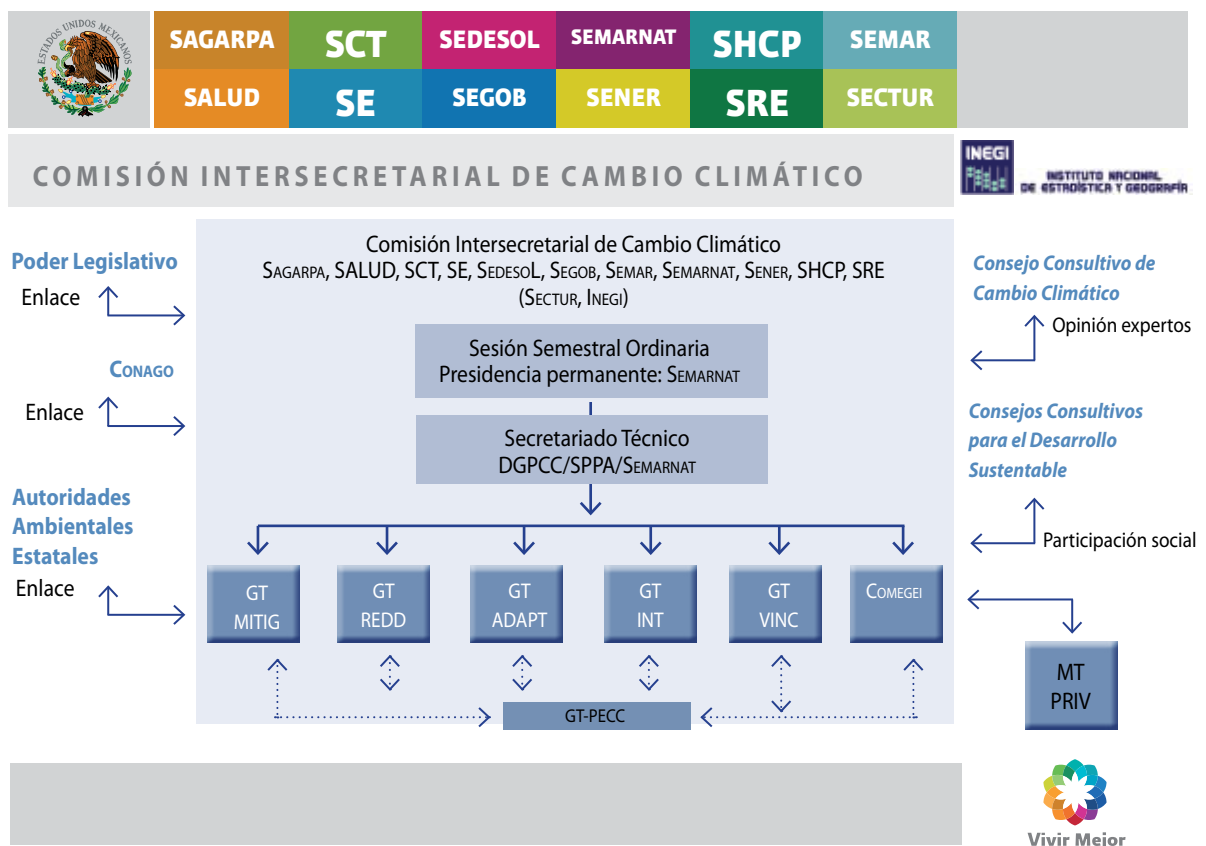 ESTADOS UNIDOS MEXICANOS
SAGARPA SCT SEDESOL SEMARNAT SHCP SEMAR
SALUD SE SEGOB SENER SRE SECTUR
COMISIÓN INTERSECRETARIAL DE CAMBIO CLIMÁTICO
INEGI
INSTITUTO NACIONAL
DE ESTADÍSTICA Y GEOGRAFÍA
Comisión Intersecretarial de Cambio Climático
SAGARPA, SALUD, SCT, SE, SEDESOL, SEGOB, SEMAR, SEMARNAT, SENER, SHCP, SRE
(SECTUR, INEGI)
Poder Legislativo
Enlace
CONAGO
Enlace
Autoridades
Ambientales
Estatales
Enlace
Sesión Semestral Ordinaria
Presidencia permanente: SEMARNAT
Secretariado Técnico
DGPCC/SPPA/SEMARNAT
GT
MITIG
GT
REDD
GT
ADAPT
GT
INT
GT
VINC
COMEGEI
GT-PECC
Consejo Consultivo de
Cambio Climático
Opinión expertos
Consejos Consultivos
para el Desarrollo
Sustentable
Participación social
MT
PRIV
Vivir Mejor